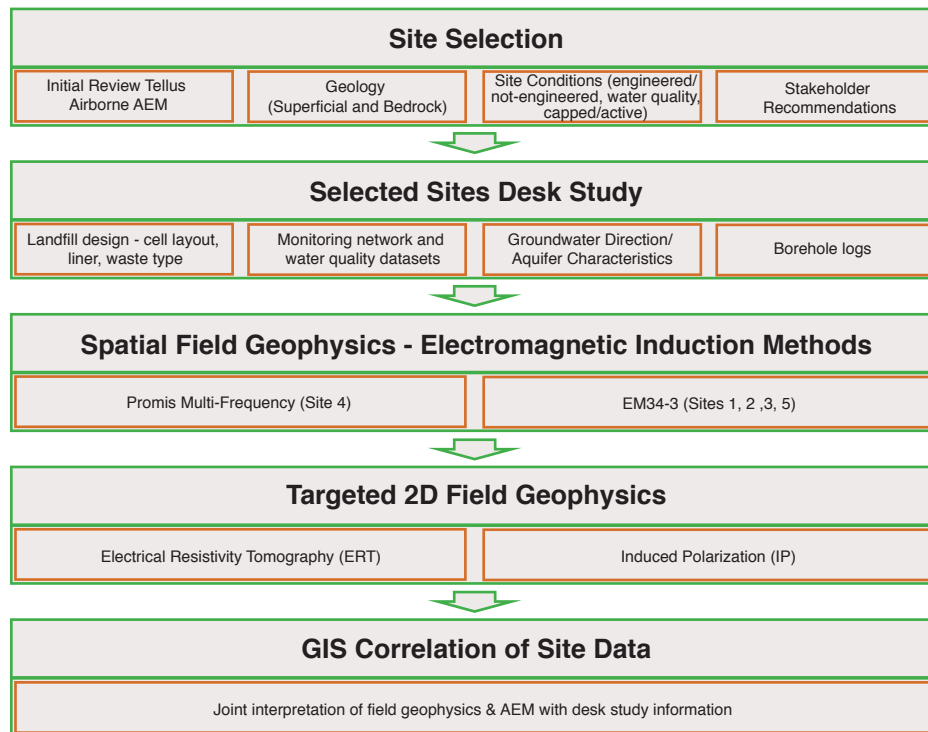 Site Selection
Initial Review Tellus
Airborne AEM
Geology
(Superficial and Bedrock)
Site Conditions (engineered/
not-engineered, water quality,
capped/active)
Stakeholder
Recommendations
Selected Sites Desk Study
Landfill design - cell layout,
liner, waste type
Monitoring network and
water quality datasets
Groundwater Direction/
Aquifer Characteristics
Borehole logs
Spatial Field Geophysics - Electromagnetic Induction Methods
Promis Multi-Frequency (Site 4)
EM34-3 (Sites 1, 2 ,3, 5)
Targeted 2D Field Geophysics
Electrical Resistivity Tomography (ERT)
Induced Polarization (IP)
GIS Correlation of Site Data
Joint interpretation of field geophysics & AEM with desk study information